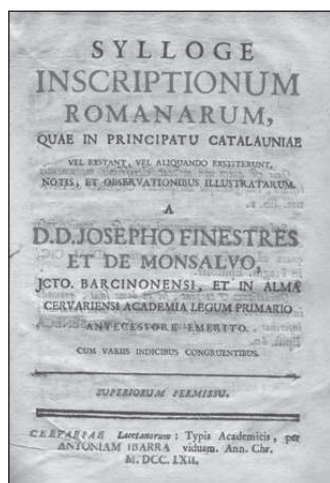 SYLLOGE
INSCRIPTIONUM
ROMANARUM,
QUAE IN PRINCIPATU CATALAUNIAE
VEL EXSTANT, VEL ALIQUANDO EXSTITERUNT,
NOTIS, ET OBSERVATIONIBUS ILLUSTRATARUM.
A
D.D.JOSEPHO FINESTRES
ET DE MONSALVO,
JCTO. BARCINONENSI, ET IN ALMA
CERVARIENSI ACADEMIA LEGUM PRIMARIO
ANTECESSORE EMERITO.
CUM VARIIS INDICIBUS CONGRUENTIBUS.
SUPERIORUM PERMISSU.
CERVARIAE Lacetanorum: Typis Academicis, per
ANTONIAM IBARRA viduam. Ann. Chr.
M. DCC. LXII.